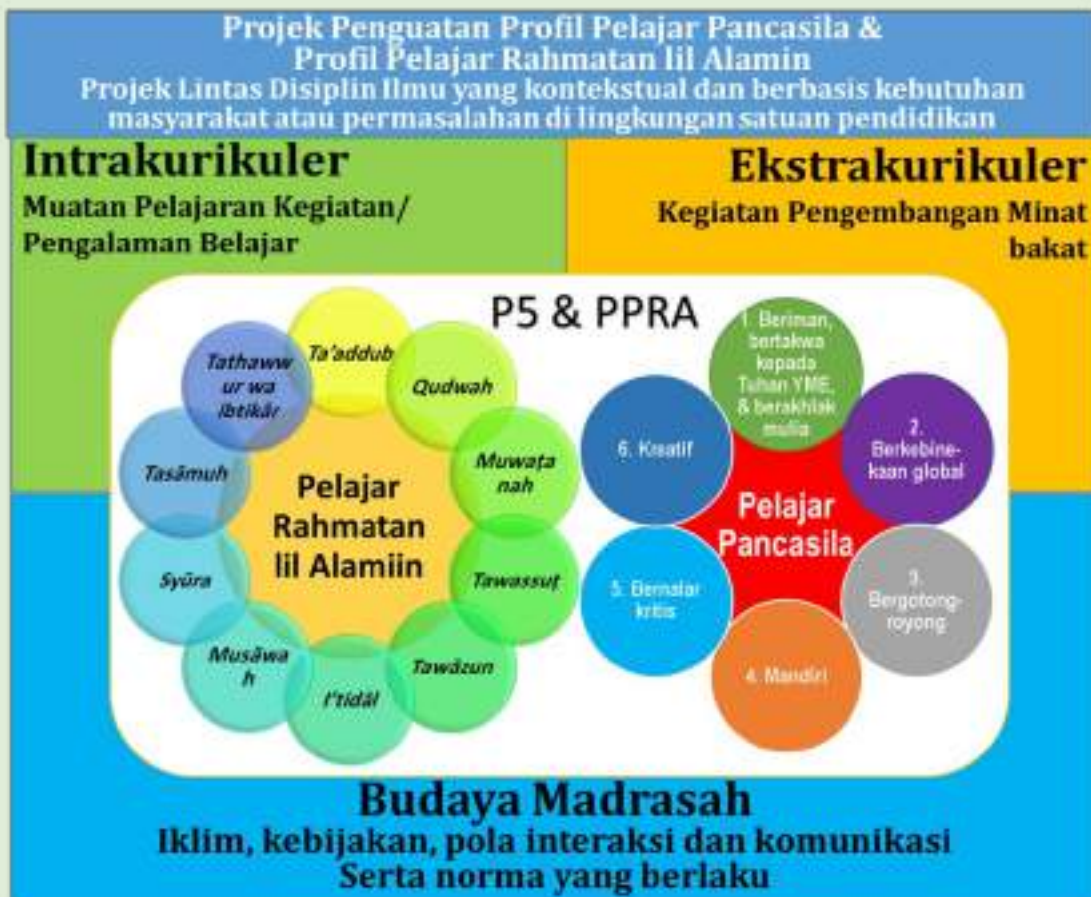 Projek Penguatan Profil Pelajar Pancasila &
Profil Pelajar Rahmatan lil Alamin
Projek Lintas Disiplin Ilmu yang kontekstual dan berbasis kebutuhan
masyarakat atau permasalahan di lingkungan satuan pendidikan
Intrakurikuler
Muatan Pelajaran Kegiatan/
Pengalaman Belajar
Ekstrakurikuler
Kegiatan Pengembangan Minat
bakat
P5 & PPRA
Ta'addub
Qudwah
Muwaṭa
nah
Tawassuṭ
Tawāzun
I'tidāl
Musāwa
h
Syūra
Tasāmuh
Tathaww
ur wa
ibtikār
Pelajar
Rahmatan
lil Alamiin
1. Beriman,
bertakwa
kepada
Tuhan YME,
& berakhlak
mulia
2.
Berkebine-
kaan global
3.
Bergotong-
royong
4. Mandiri
5. Bernalar
kritis
6. Kreatif
Pelajar
Pancasila
Budaya Madrasah
Iklim, kebijakan, pola interaksi dan komunikasi
Serta norma yang berlaku